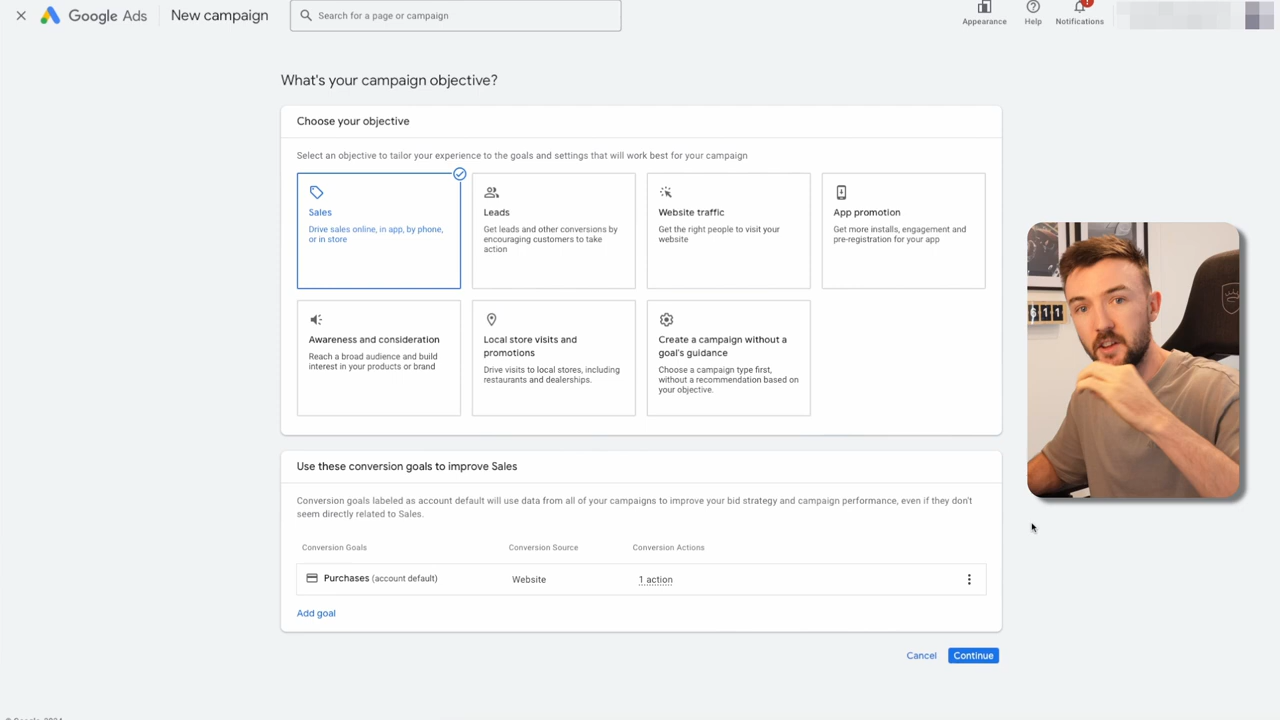 Google Ads
New campaign
Search for a page or campaign
Appearance
Help
Notifications
What's your campaign objective?
Choose your objective
Select an objective to tailor your experience to the goals and settings that will work best for your campaign
Sales
Drive sales online, in app, by phone,
or in store
Leads
Get leads and other conversions by
encouraging customers to take
action
Website traffic
Get the right people to visit your
website
App promotion
Get more installs, engagement and
pre-registration for your app
Awareness and consideration
Reach a broad audience and build
interest in your products or brand
Local store visits and
promotions
Drive visits to local stores, including
restaurants and dealerships.
Create a campaign without a
goal's guidance
Choose a campaign type first,
without a recommendation based on
your objective.
Use these conversion goals to improve Sales
Conversion goals labeled as account default will use data from all of your campaigns to improve your bid strategy and campaign performance, even if they don't
seem directly related to Sales.
Conversion Goals
Conversion Source
Conversion Actions
Purchases (account default)
Website
1 action
Add goal
Cancel
Continue